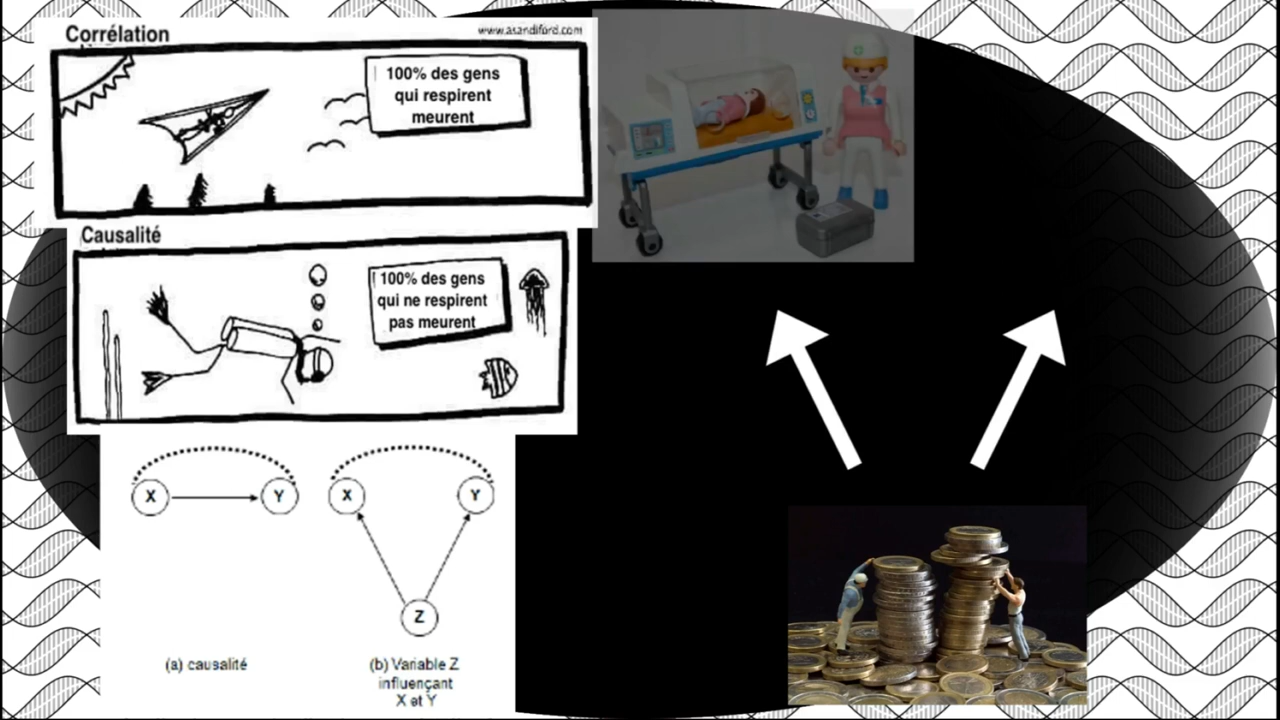 Corrélation
www.asandiford.com
100% des gens
qui respirent
meurent
Causalité
100% des gens
qui ne respirent
pas meurent
X
Y
X
Y
Z
(a) causalité
(b) Variable Z
influençant
X et Y